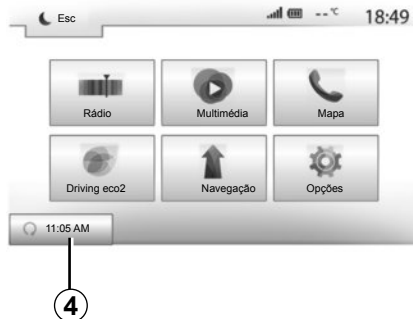 Esc
--°C
18:49
Rádio
Multimédia
Mapa
Driving eco2
Navegação
Opções
11:05 AM
4